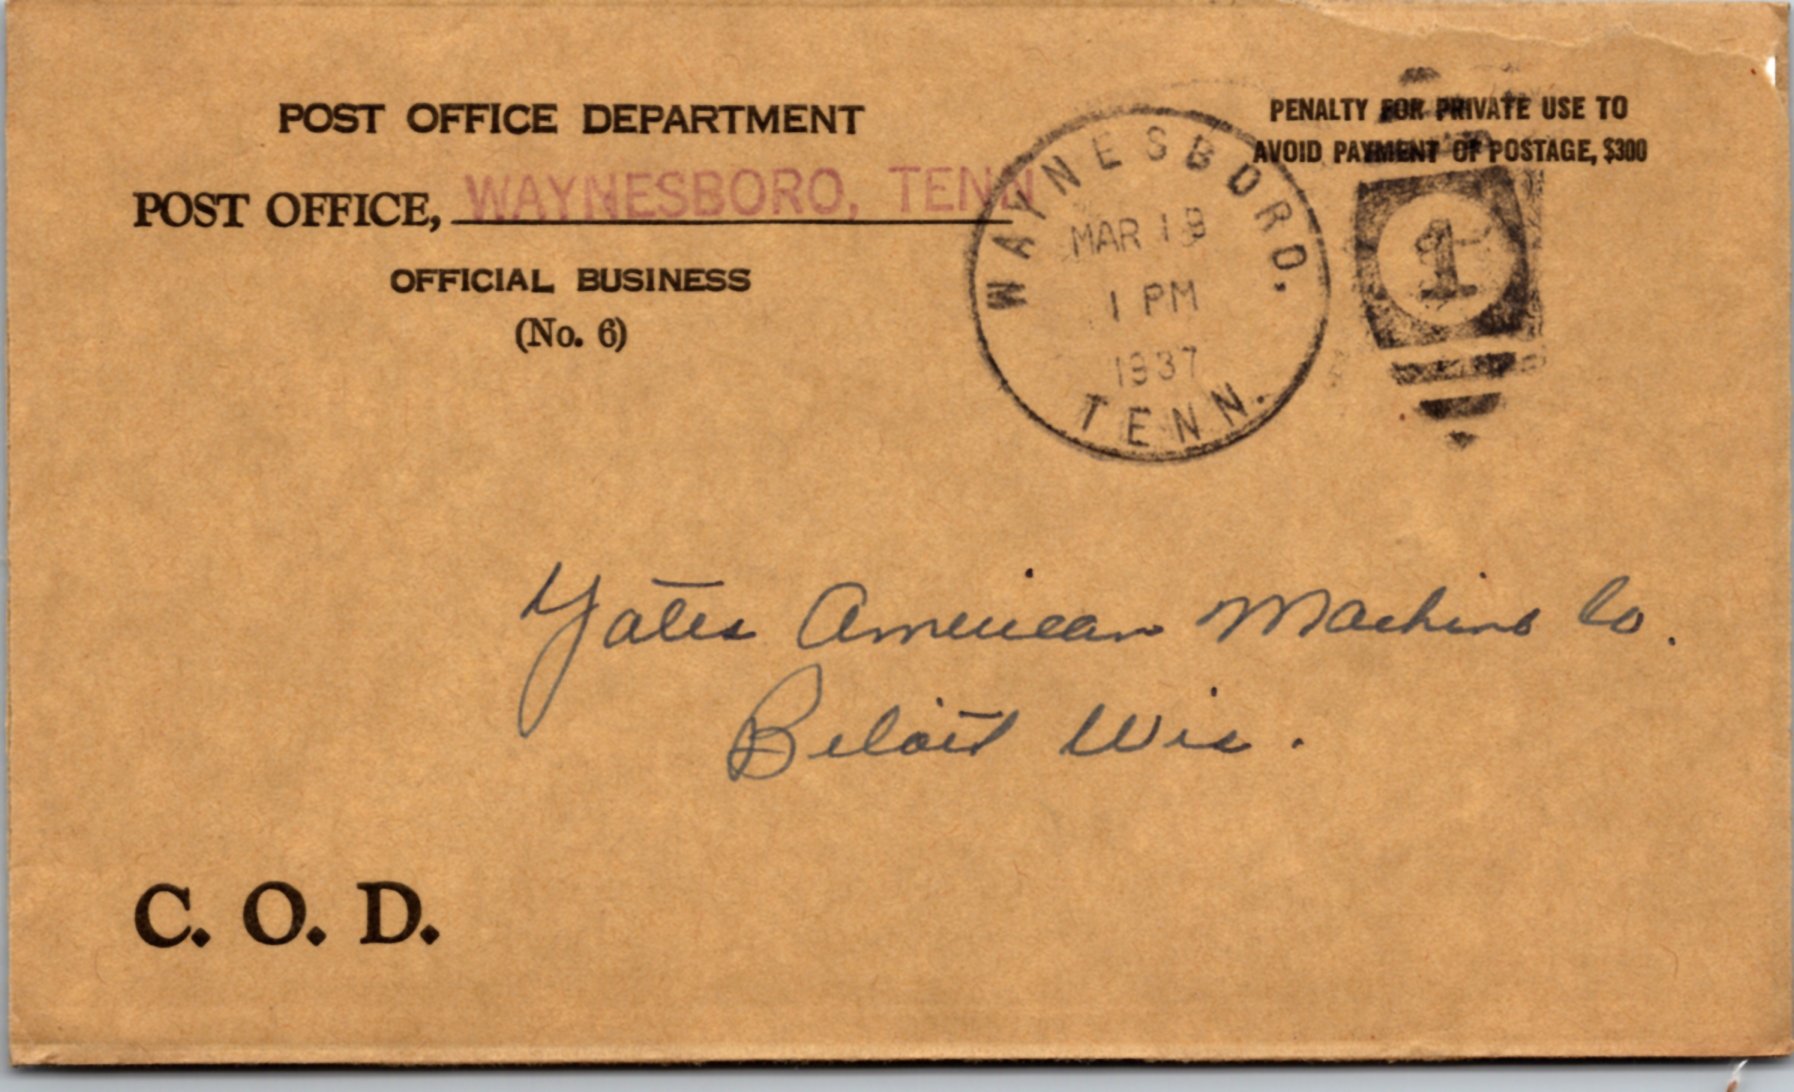 POST OFFICE DEPARTMENT
POST OFFICE, WAYNESBORO, TENN
OFFICIAL BUSINESS
(No. 6)
WAYNESBORO,
MAR
1 PM
1937
TENN.
PENALTY FOR PRIVATE USE TO
AVOID PAYMENT OF POSTAGE, $300
1
Yates American Machine Co.
Beloit Wis.
C. O. D.